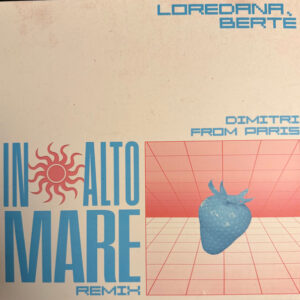 LOREDANA
BERTÈ
DIMITRI
FROM PARIS
IN ALTO
MARE
REMIX